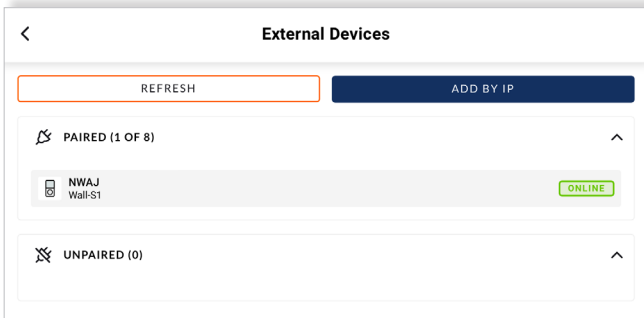 External Devices
REFRESH
ADD BY IP
PAIRED (1 OF 8)
NWAJ
Wall-S1
ONLINE
UNPAIRED (0)